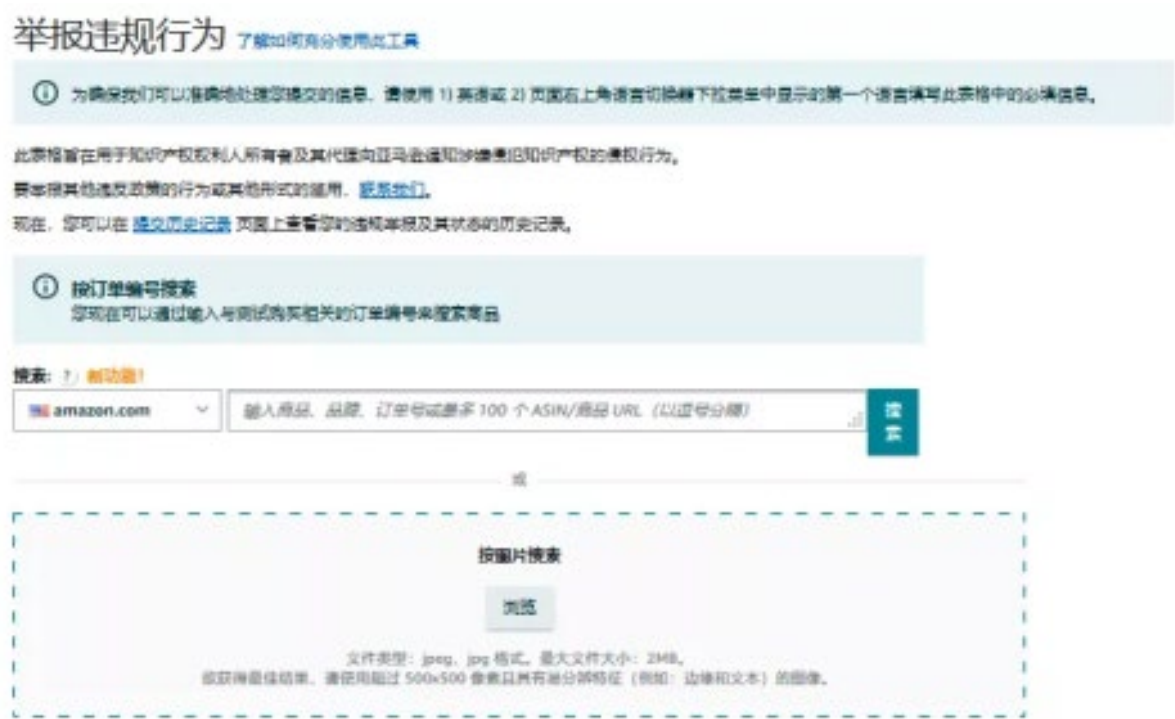 举报违规行为 了解如何充分使用此工具
为确保我们可以准确地处理您提交的信息，请使用 1) 英语或 2) 页面右上角语言切换器下拉菜单中显示的第一个语言填写此表格中的必填信息。
此表格旨在用于知识产权权利人所有者及其代理向亚马逊通知涉嫌侵犯知识产权的侵权行为。
要举报其他违反政策的行为或其他形式的滥用，联系我们。
现在，您可以在 提交历史记录 页面上查看您的违规举报及其状态的历史记录。
按订单编号搜索
您现在可以通过输入与测试购买相关的订单编号来搜索商品
搜索: ? 新功能!
amazon.com
输入商品、品牌、订单号或最多 100 个 ASIN/商品 URL（以逗号分隔）
搜索
或
按图片搜索
浏览
文件类型：jpeg、jpg 格式。最大文件大小：2MB。
欲获得最佳结果，请使用超过 500x500 像素且具有高分辨特征（例如：边缘和文本）的图像。